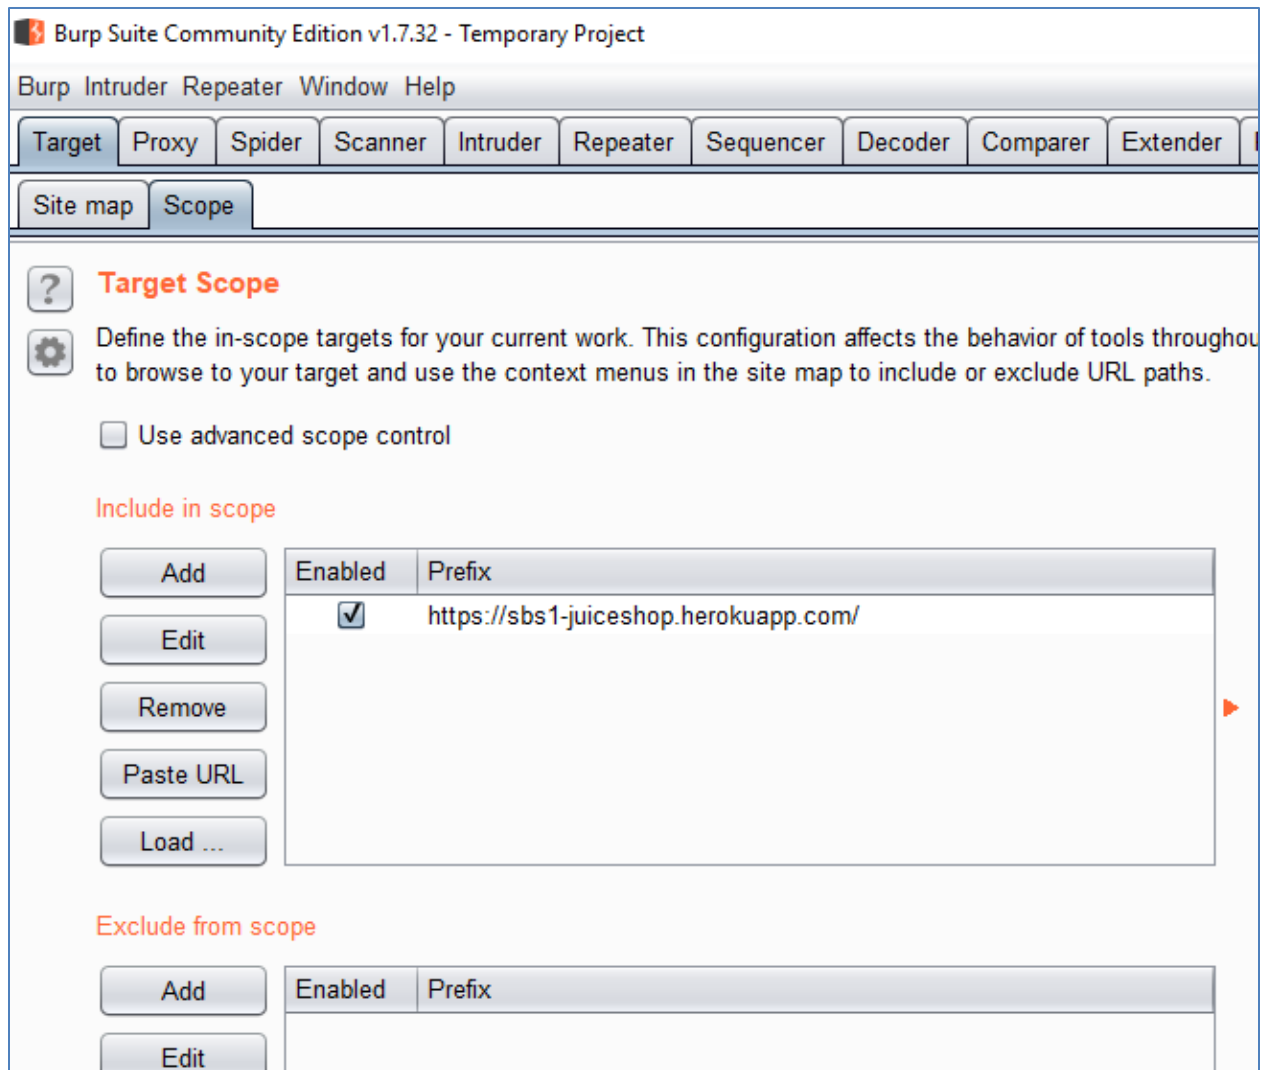 Burp Suite Community Edition v1.7.32 - Temporary Project
Burp Intruder Repeater Window Help
Target Proxy Spider Scanner Intruder Repeater Sequencer Decoder Comparer Extender
Site map Scope
? Target Scope
Define the in-scope targets for your current work. This configuration affects the behavior of tools throughou
to browse to your target and use the context menus in the site map to include or exclude URL paths.
Use advanced scope control
Include in scope
Add Enabled Prefix
https://sbs1-juiceshop.herokuapp.com/
Edit
Remove
Paste URL
Load ...
Exclude from scope
Add Enabled Prefix
Edit